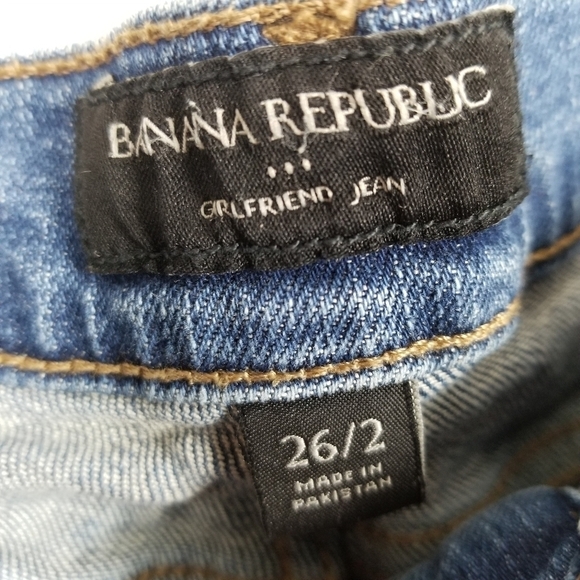 BANANA REPUBLIC
GIRLFRIEND JEAN
26/2
MADE IN
PAKISTAN